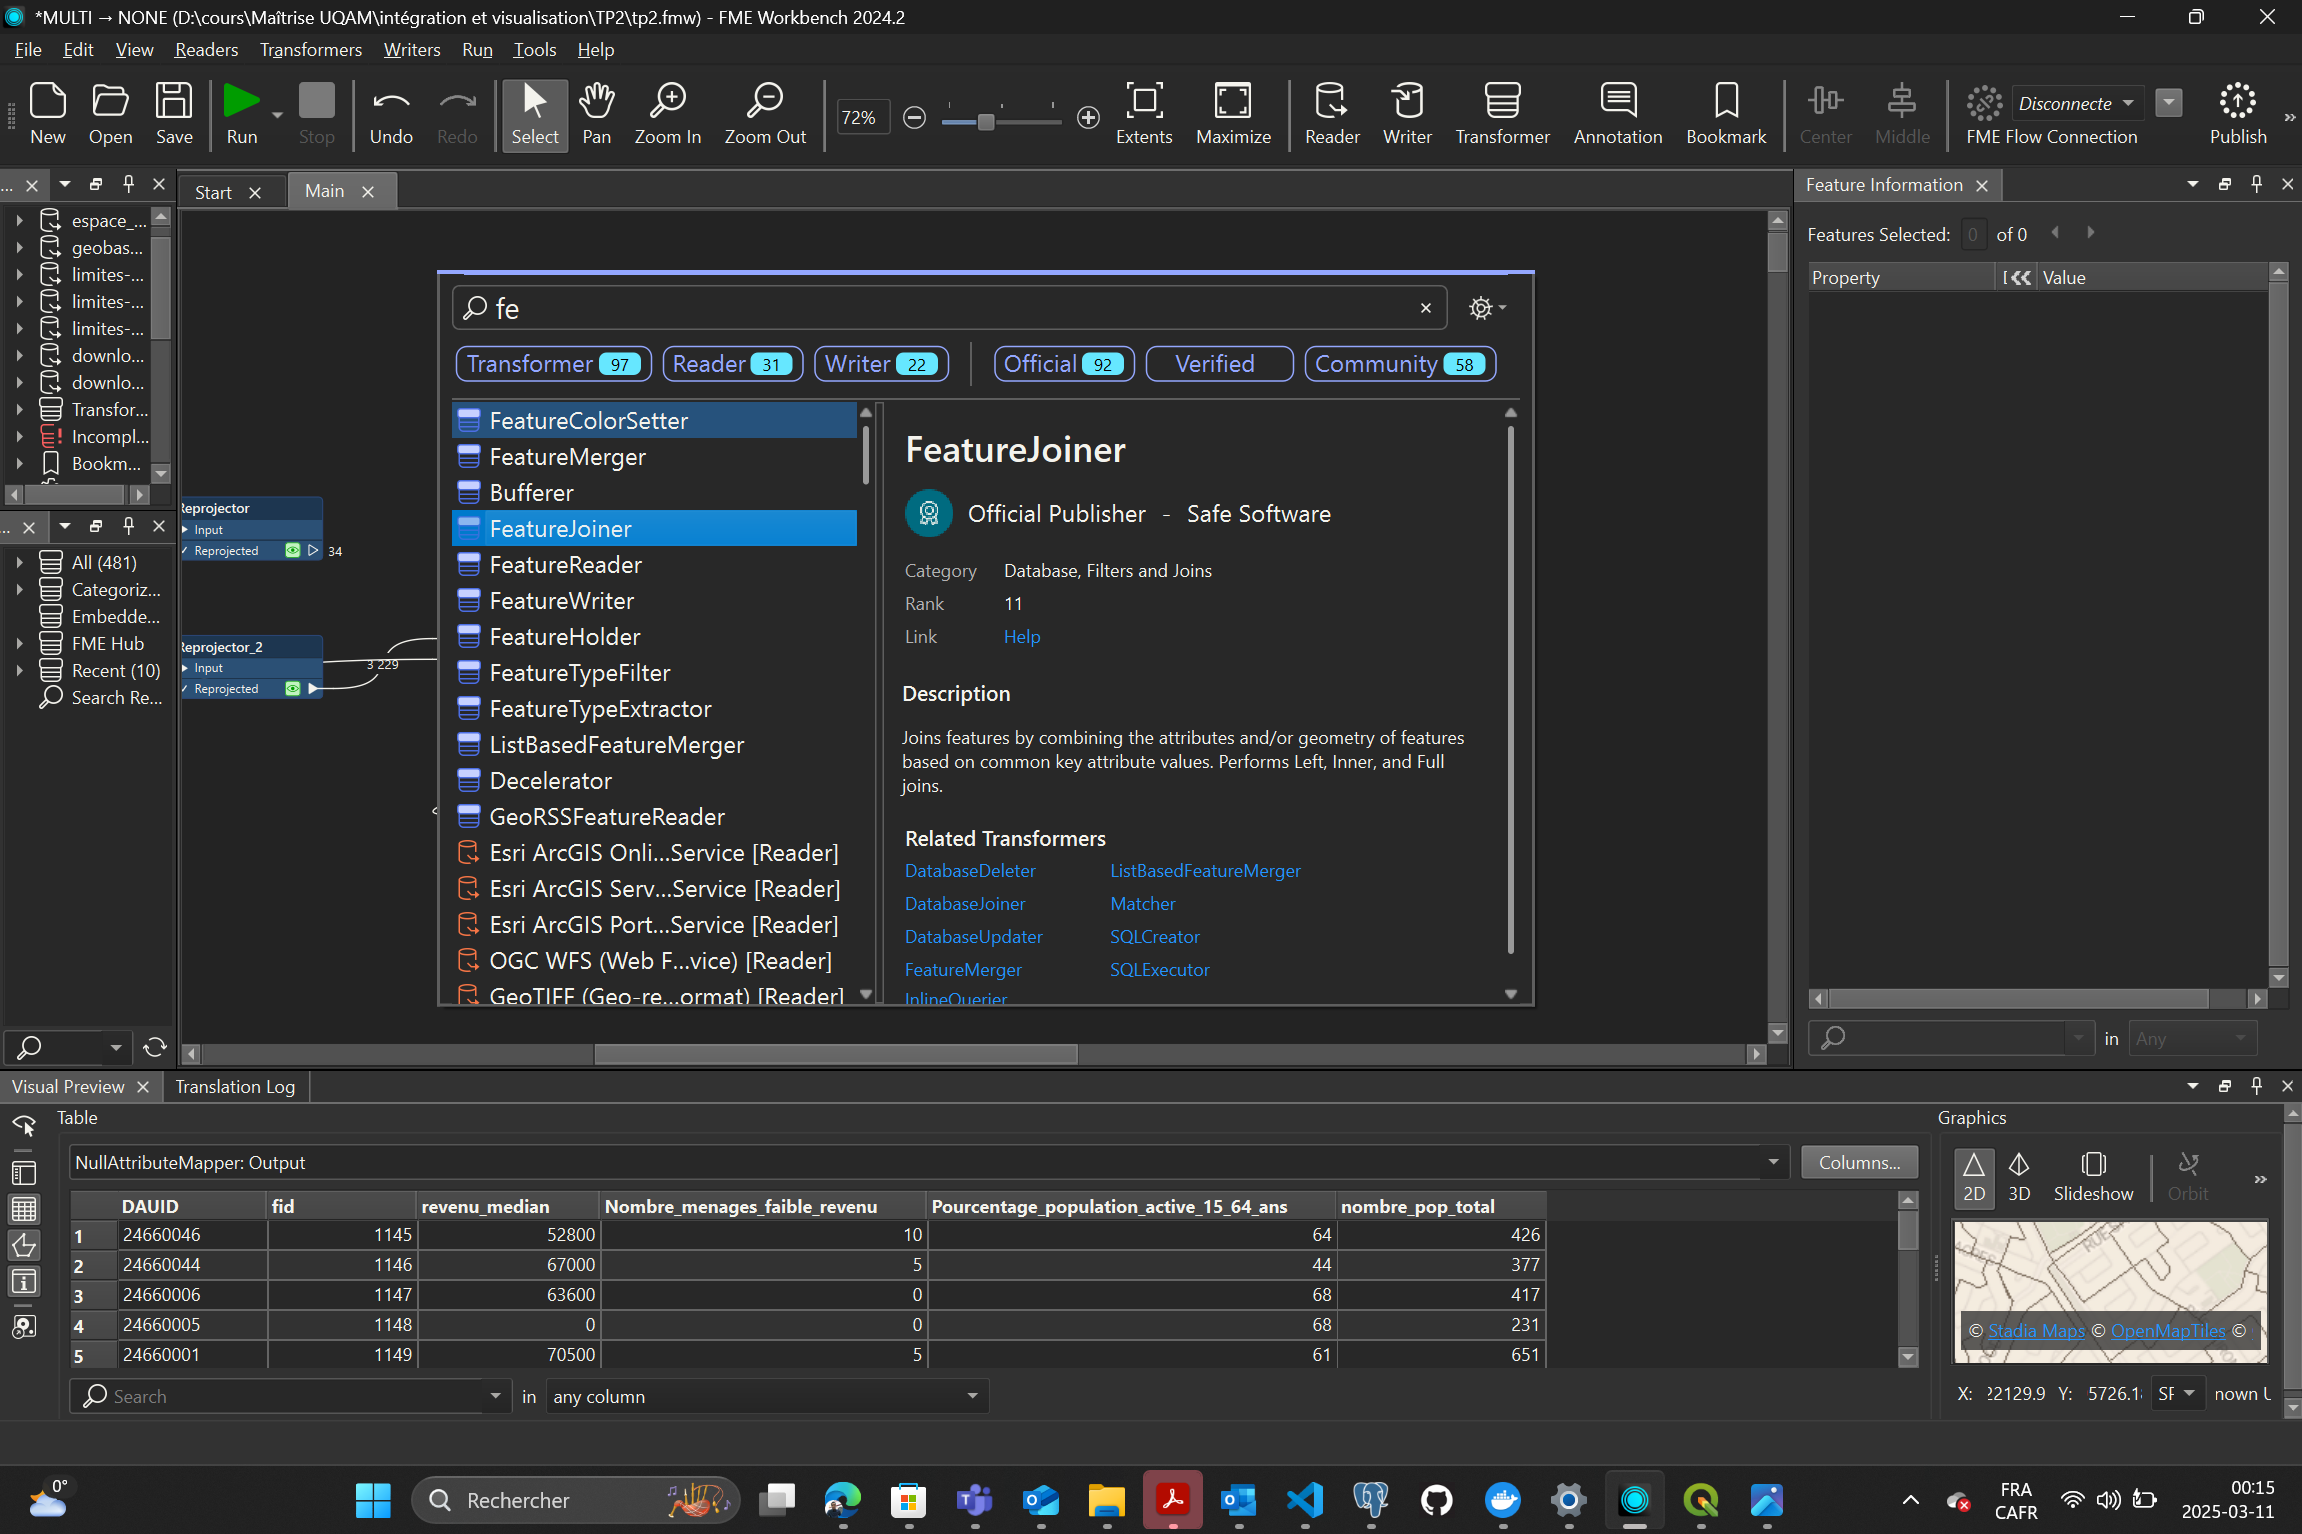 *MULTI → NONE (D:\cours\Maîtrise UQAM\intégration et visualisation\TP2\tp2.fmw) - FME Workbench 2024.2
File Edit View Readers Transformers Writers Run Tools Help
New Open Save Run Stop Undo Redo Select Pan Zoom In Zoom Out 72% Extents Maximize Reader Writer Transformer Annotation Bookmark Center Middle Disconnecte FME Flow Connection Publish »
...
Start
Main
Feature Information
espace_...
geobas...
limites-...
limites-...
limites-...
downlo...
downlo...
Transfor...
Incompl...
Bookm...
...
All (481)
Categoriz...
Embedde...
FME Hub
Recent (10)
Search Re...
Input
Reprojected
34
Reprojector_2
Input
Reprojected
3 229
fe
Transformer 97 Reader 31 Writer 22 Official 92 Verified Community 58
FeatureColorSetter
FeatureMerger
Bufferer
FeatureJoiner
FeatureReader
FeatureWriter
FeatureHolder
FeatureTypeFilter
FeatureTypeExtractor
ListBasedFeatureMerger
Decelerator
GeoRSSFeatureReader
Esri ArcGIS Onli...Service [Reader]
Esri ArcGIS Serv...Service [Reader]
Esri ArcGIS Port...Service [Reader]
OGC WFS (Web F...vice) [Reader]
GeoTIFF (Geo-re...ormat) [Reader]
FeatureJoiner
Official Publisher - Safe Software
Category Database, Filters and Joins
Rank 11
Link Help
Description
Joins features by combining the attributes and/or geometry of features
based on common key attribute values. Performs Left, Inner, and Full
joins.
Related Transformers
DatabaseDeleter ListBasedFeatureMerger
DatabaseJoiner Matcher
DatabaseUpdater SQLCreator
FeatureMerger SQLExecutor
InlineQuerier
Features Selected: 0 of 0
Property Value
in Any
Visual Preview Translation Log
Table
NullAttributeMapper: Output
Columns...
DAUID fid revenu_median Nombre_menages_faible_revenu Pourcentage_population_active_15_64_ans nombre_pop_total
1 24660046 1145 52800 10 64 426
2 24660044 1146 67000 5 44 377
3 24660006 1147 63600 0 68 417
4 24660005 1148 0 0 68 231
5 24660001 1149 70500 5 61 651
Search in any column
Graphics
2D 3D Slideshow Orbit »
© Stadia Maps © OpenMapTiles ©
X: 22129.9 Y: 5726.1 nown
0°
Rechercher
FRA
CAFR
00:15
2025-03-11